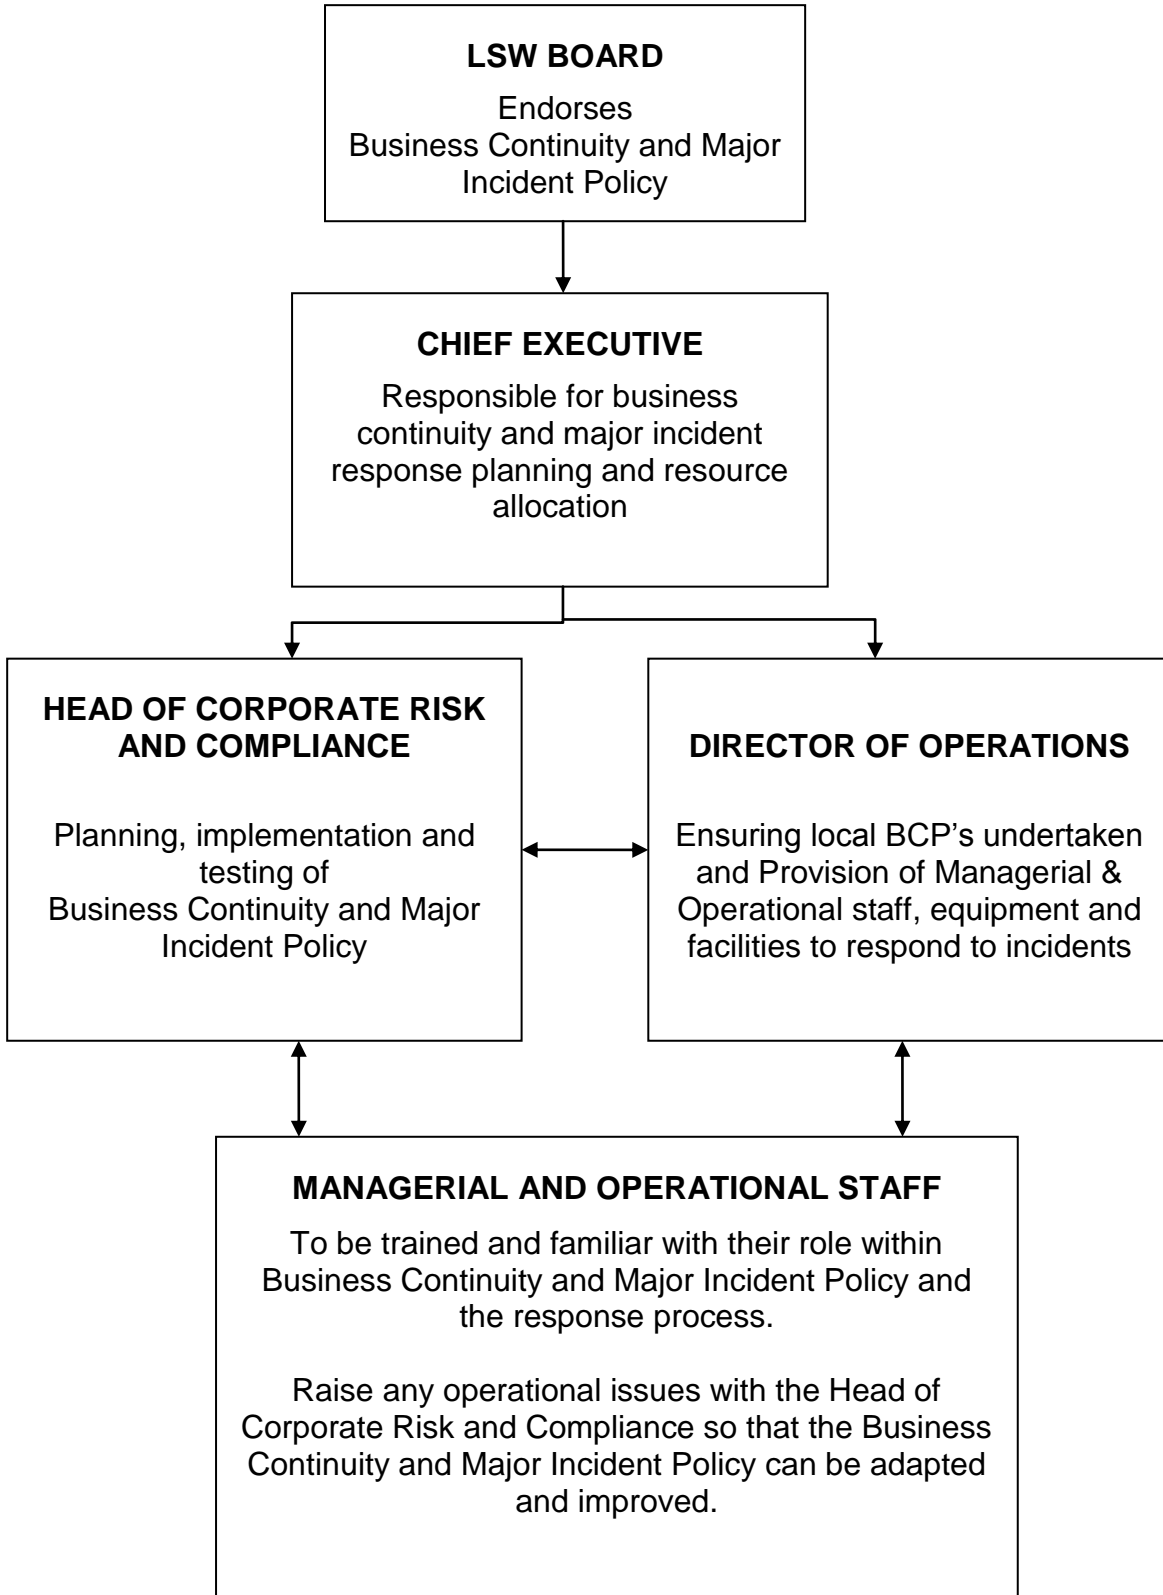 LSW BOARD
Endorses
Business Continuity and Major
Incident Policy
CHIEF EXECUTIVE
Responsible for business
continuity and major incident
response planning and resource
allocation
HEAD OF CORPORATE RISK
AND COMPLIANCE
Planning, implementation and
testing of
Business Continuity and Major
Incident Policy
DIRECTOR OF OPERATIONS
Ensuring local BCP’s undertaken
and Provision of Managerial &
Operational staff, equipment and
facilities to respond to incidents
MANAGERIAL AND OPERATIONAL STAFF
To be trained and familiar with their role within
Business Continuity and Major Incident Policy and
the response process.
Raise any operational issues with the Head of
Corporate Risk and Compliance so that the Business
Continuity and Major Incident Policy can be adapted
and improved.